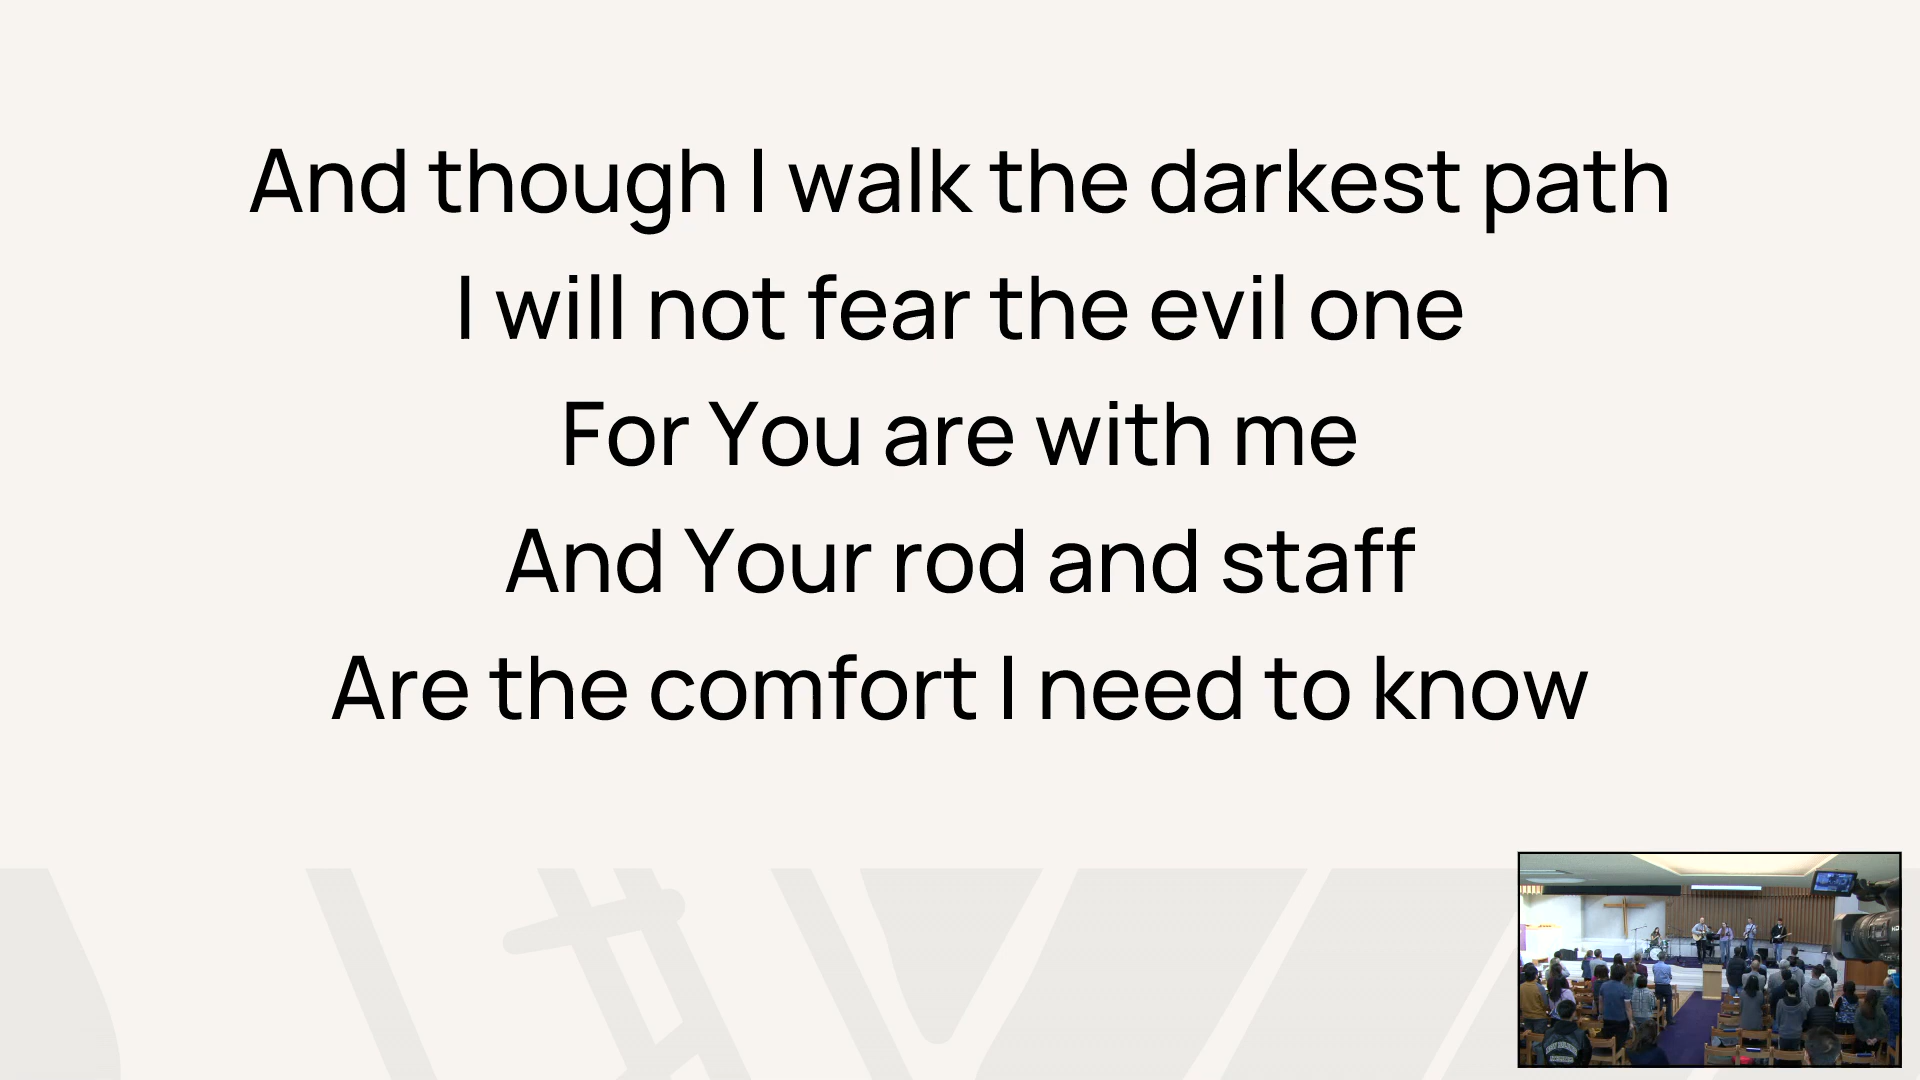 And though I walk the darkest path
I will not fear the evil one
For You are with me
And Your rod and staff
Are the comfort I need to know